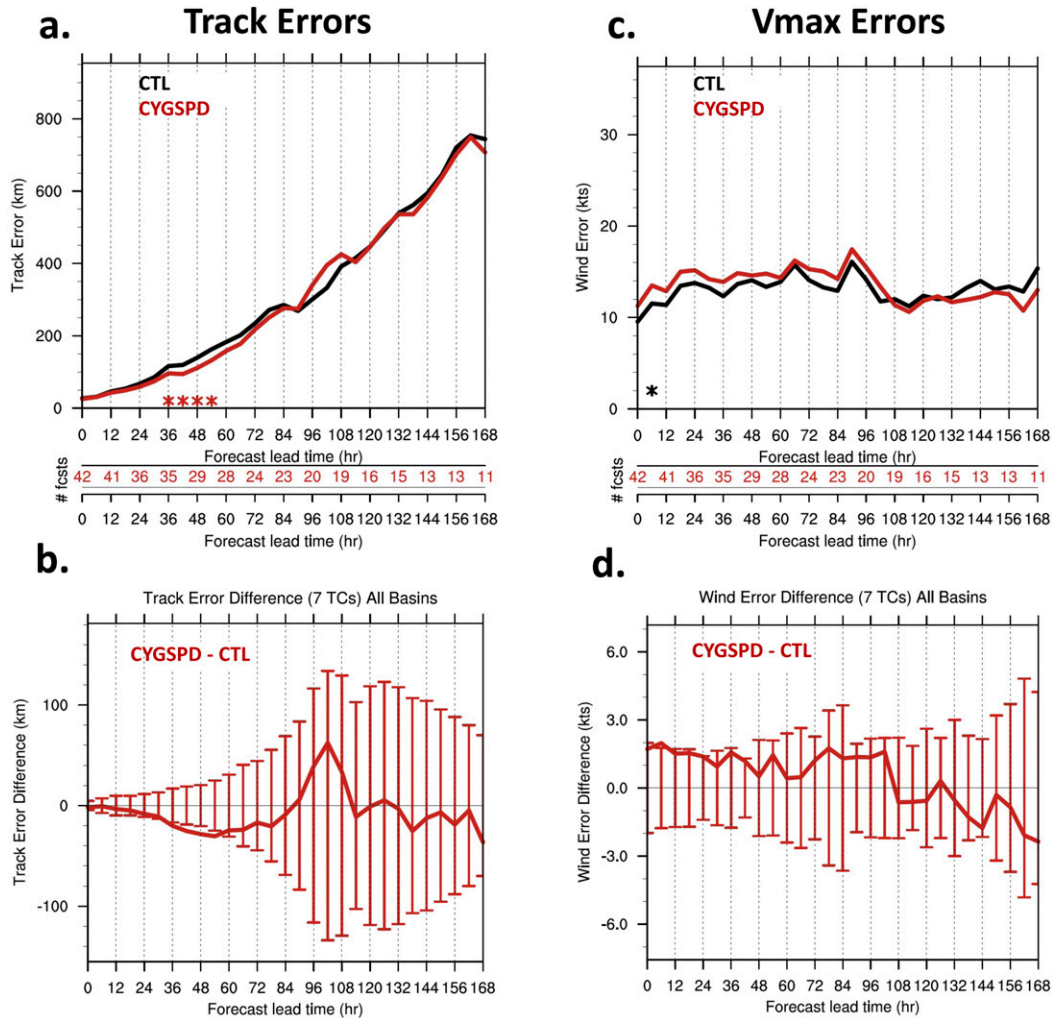 a.
Track Errors
CTL
CYGSPD
800
600
400
200
0
Track Error (km)
0 12 24 36 48 60 72 84 96 108 120 132 144 156 168
Forecast lead time (hr)
# fcsts
42 41 36 35 29 28 24 23 20 19 16 15 13 13 11
0 12 24 36 48 60 72 84 96 108 120 132 144 156 168
Forecast lead time (hr)
c.
Vmax Errors
CTL
CYGSPD
30
20
10
0
Wind Error (kts)
0 12 24 36 48 60 72 84 96 108 120 132 144 156 168
Forecast lead time (hr)
# fcsts
42 41 36 35 29 28 24 23 20 19 16 15 13 13 11
0 12 24 36 48 60 72 84 96 108 120 132 144 156 168
Forecast lead time (hr)
b.
Track Error Difference (7 TCs) All Basins
CYGSPD - CTL
100
0
-100
Track Error Difference (km)
0 12 24 36 48 60 72 84 96 108 120 132 144 156 168
Forecast lead time (hr)
d.
Wind Error Difference (7 TCs) All Basins
CYGSPD - CTL
6.0
3.0
0.0
-3.0
-6.0
Wind Error Difference (kts)
0 12 24 36 48 60 72 84 96 108 120 132 144 156 168
Forecast lead time (hr)